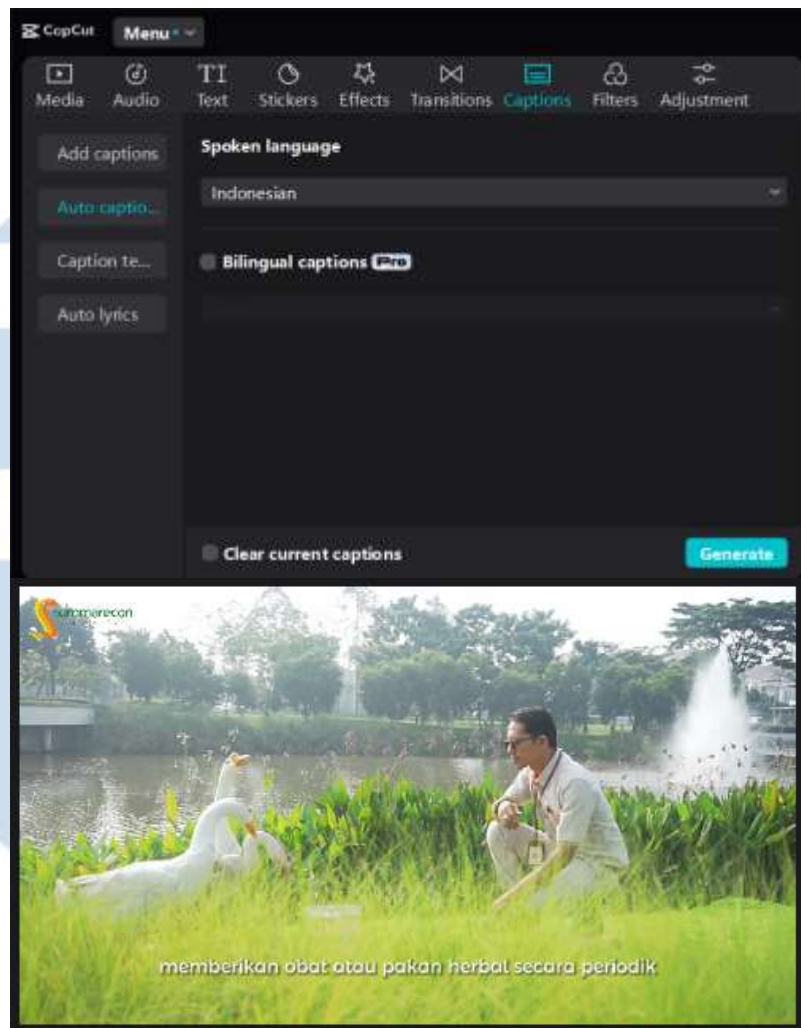 CapCut Menu
Media Audio TI Text Stickers Effects Transitions Captions Filters Adjustment
Add captions
Auto captio...
Caption te...
Auto lyrics
Spoken language
Indonesian
Bilingual captions Pro
Clear current captions
Generate
summarecon
memberikan obat atau pakan herbal secara periodik